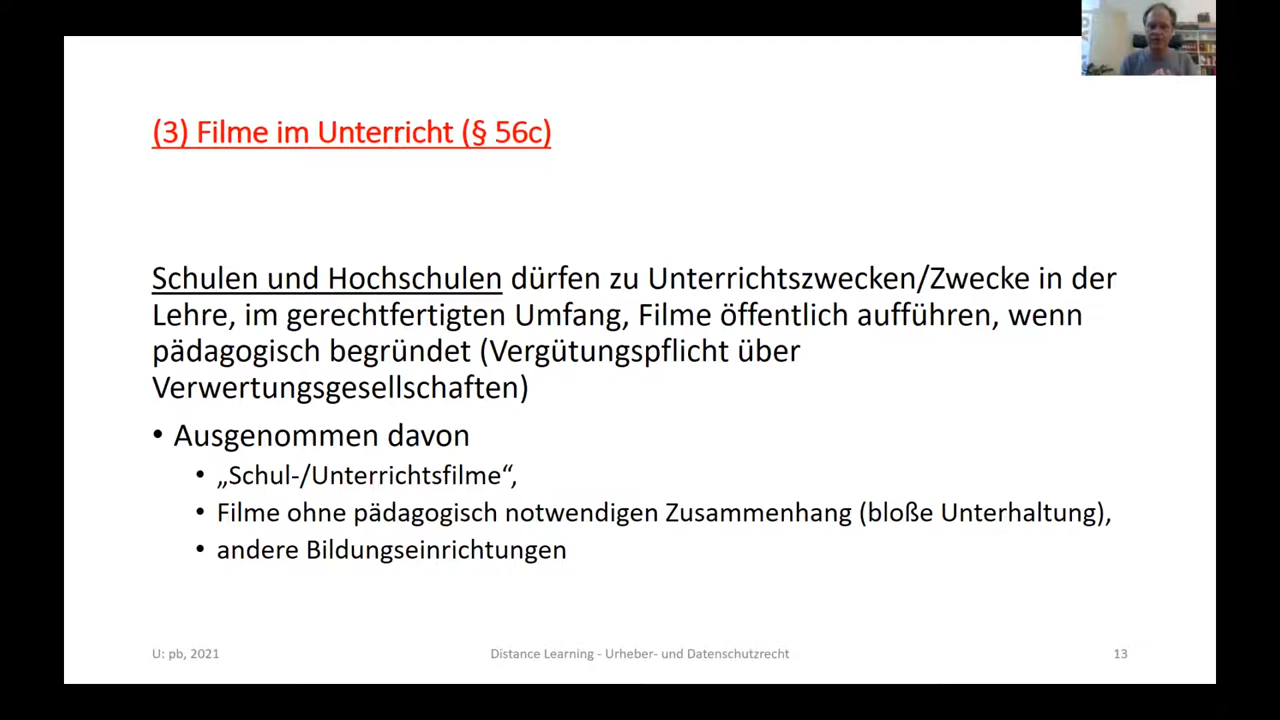 (3) Filme im Unterricht (§ 56c)
Schulen und Hochschulen dürfen zu Unterrichtszwecken/Zwecke in der
Lehre, im gerechtfertigten Umfang, Filme öffentlich aufführen, wenn
pädagogisch begründet (Vergütungspflicht über
Verwertungsgesellschaften)
• Ausgenommen davon
• „Schul-/Unterrichtsfilme“,
• Filme ohne pädagogisch notwendigen Zusammenhang (bloße Unterhaltung),
• andere Bildungseinrichtungen
U: pb, 2021
Distance Learning - Urheber- und Datenschutzrecht
13